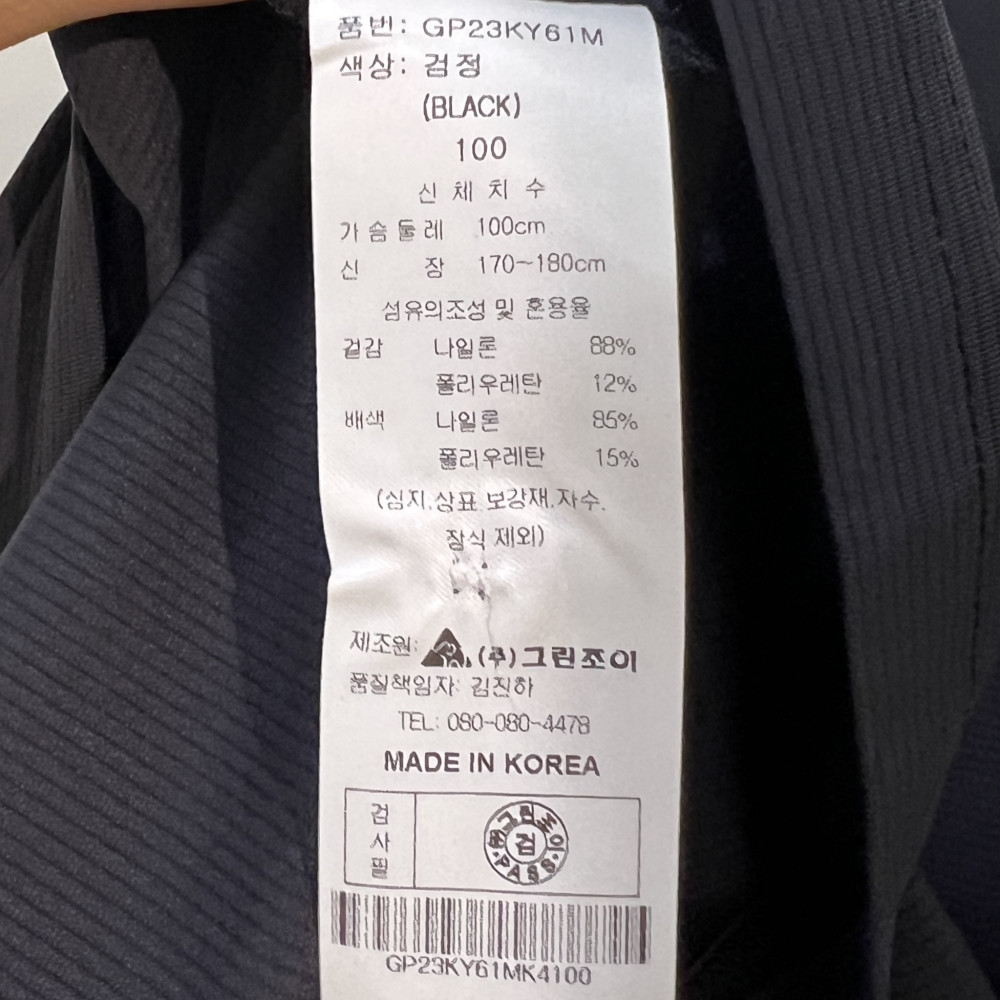 품번: GP23KY61M
색상: 검정
(BLACK)
100
신 체 치 수
가 슴 둘 레 100cm
신 장 170~180cm
섬유의조성 및 혼용율
겉감 나일론 88%
폴리우레탄 12%
배색 나일론 85%
폴리우레탄 15%
(심지.상표 보강재.자수.
장식 제외)
제조원: (주)그린조이
품질책임자: 김진하
TEL: 080-080-4478
MADE IN KOREA
검사필
㈜그린조이
검
·PASS·
GP23KY61MK4100